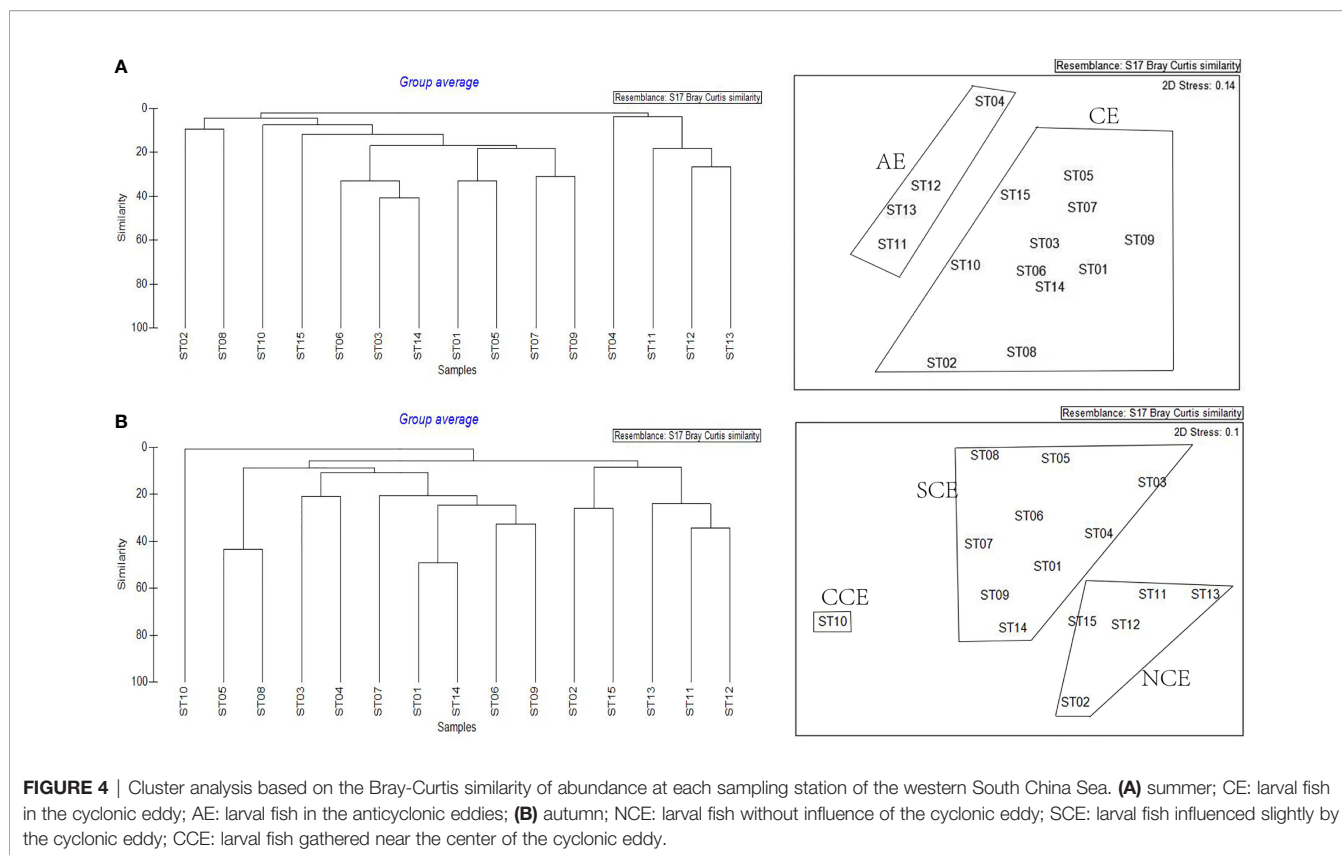 A
Group average
Resemblance: S17 Bray Curtis similarity
Similarity
0
20
40
60
80
100
ST02 ST08 ST10 ST15 ST06 ST03 ST14 ST01 ST05 ST07 ST09 ST04 ST11 ST12 ST13
Samples
Resemblance: S17 Bray Curtis similarity
2D Stress: 0.14
ST04
CE
AE
ST05
ST12
ST15
ST07
ST13
ST03
ST09
ST11
ST10
ST06
ST01
ST14
ST08
ST02
B
Group average
Resemblance: S17 Bray Curtis similarity
Similarity
0
20
40
60
80
100
ST10 ST05 ST08 ST03 ST04 ST07 ST01 ST14 ST06 ST09 ST02 ST15 ST13 ST11 ST12
Samples
Resemblance: S17 Bray Curtis similarity
2D Stress: 0.1
ST08
ST05
SCE
ST03
ST06
ST04
ST07
ST01
CCE
ST09
ST11
ST13
ST10
ST14
ST15
ST12
NCE
ST02
FIGURE 4 | Cluster analysis based on the Bray-Curtis similarity of abundance at each sampling station of the western South China Sea. (A) summer; CE: larval fish
in the cyclonic eddy; AE: larval fish in the anticyclonic eddies; (B) autumn; NCE: larval fish without influence of the cyclonic eddy; SCE: larval fish influenced slightly by
the cyclonic eddy; CCE: larval fish gathered near the center of the cyclonic eddy.